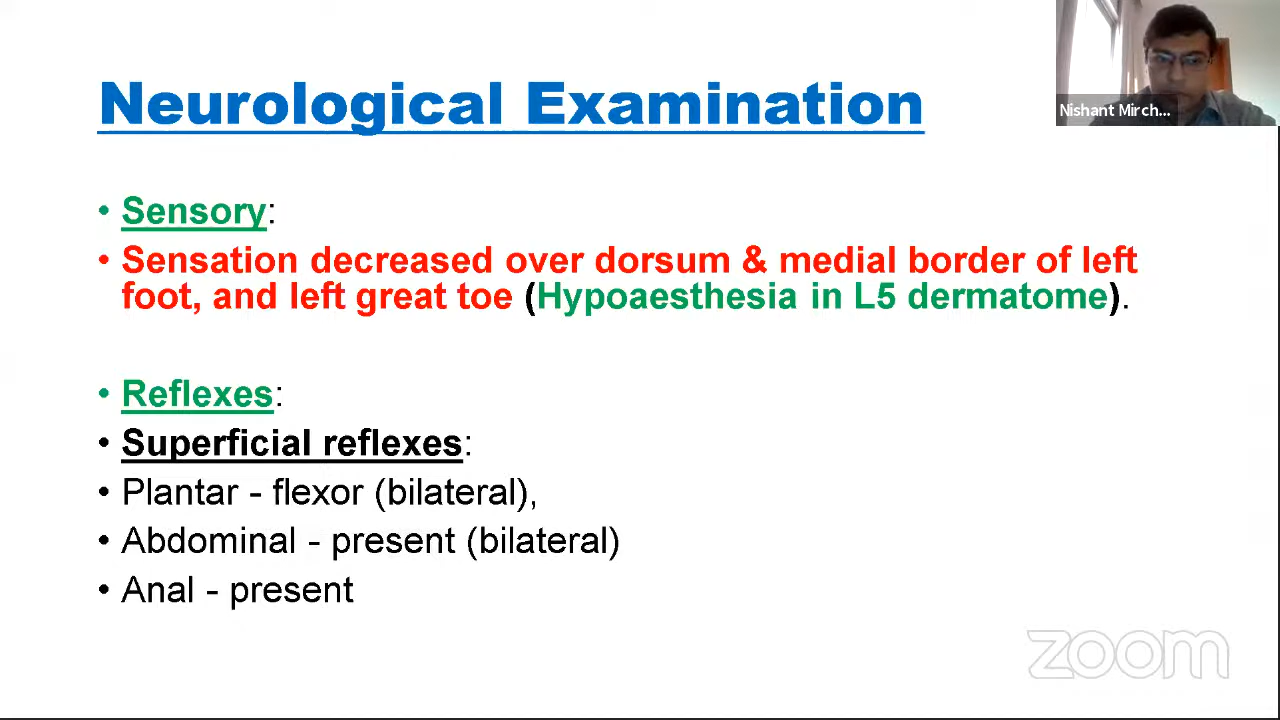 Neurological Examination
Nishant Mirch...
• Sensory:
• Sensation decreased over dorsum & medial border of left
foot, and left great toe (Hypoaesthesia in L5 dermatome).
• Reflexes:
• Superficial reflexes:
• Plantar - flexor (bilateral),
• Abdominal - present (bilateral)
• Anal - present
zoom